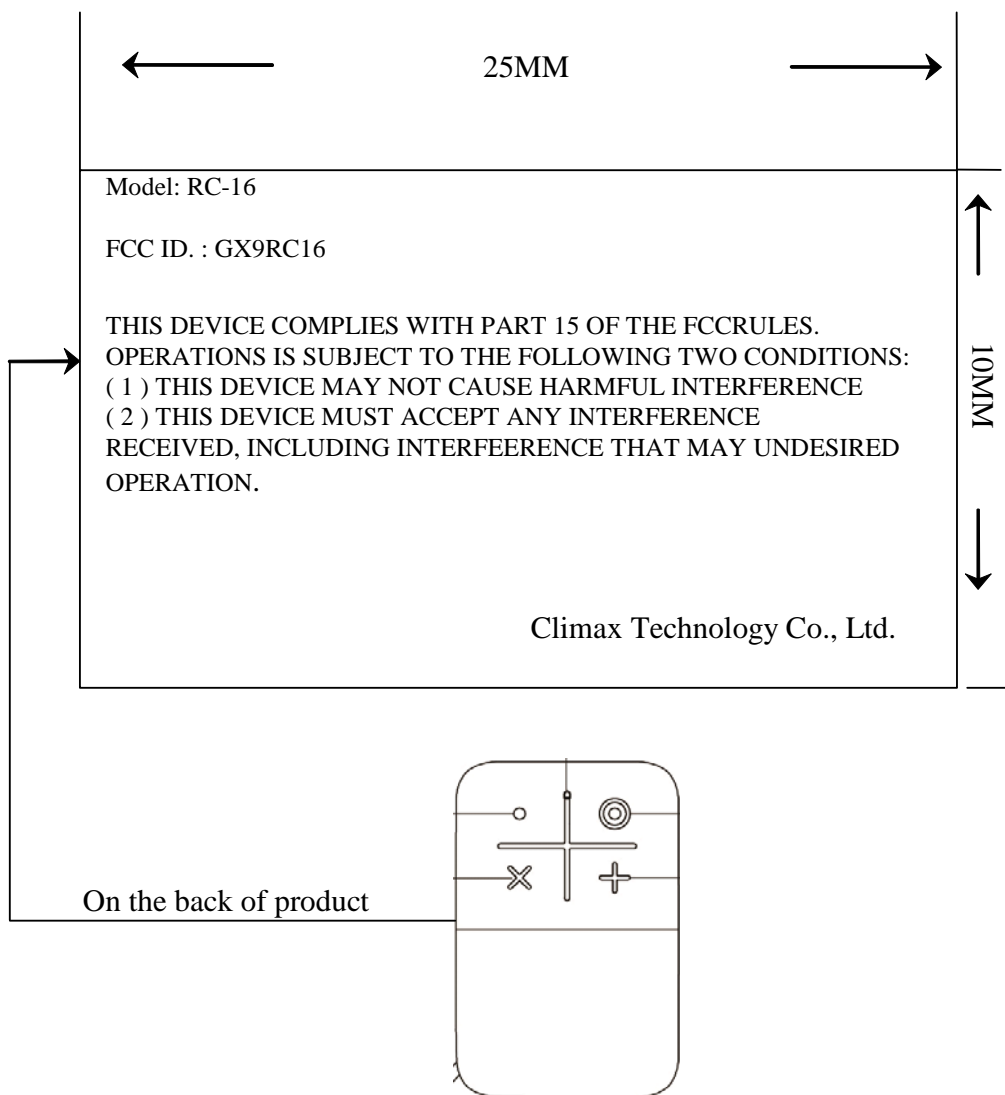 25MM
Model: RC-16
FCC ID. : GX9RC16
THIS DEVICE COMPLIES WITH PART 15 OF THE FCCRULES.
OPERATIONS IS SUBJECT TO THE FOLLOWING TWO CONDITIONS:
( 1 ) THIS DEVICE MAY NOT CAUSE HARMFUL INTERFERENCE
( 2 ) THIS DEVICE MUST ACCEPT ANY INTERFERENCE
RECEIVED, INCLUDING INTERFEERENCE THAT MAY UNDESIRED
OPERATION.
10MM
Climax Technology Co., Ltd.
On the back of product